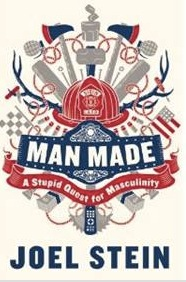 MAN MADE
A Stupid Quest for Masculinity
JOEL STEIN